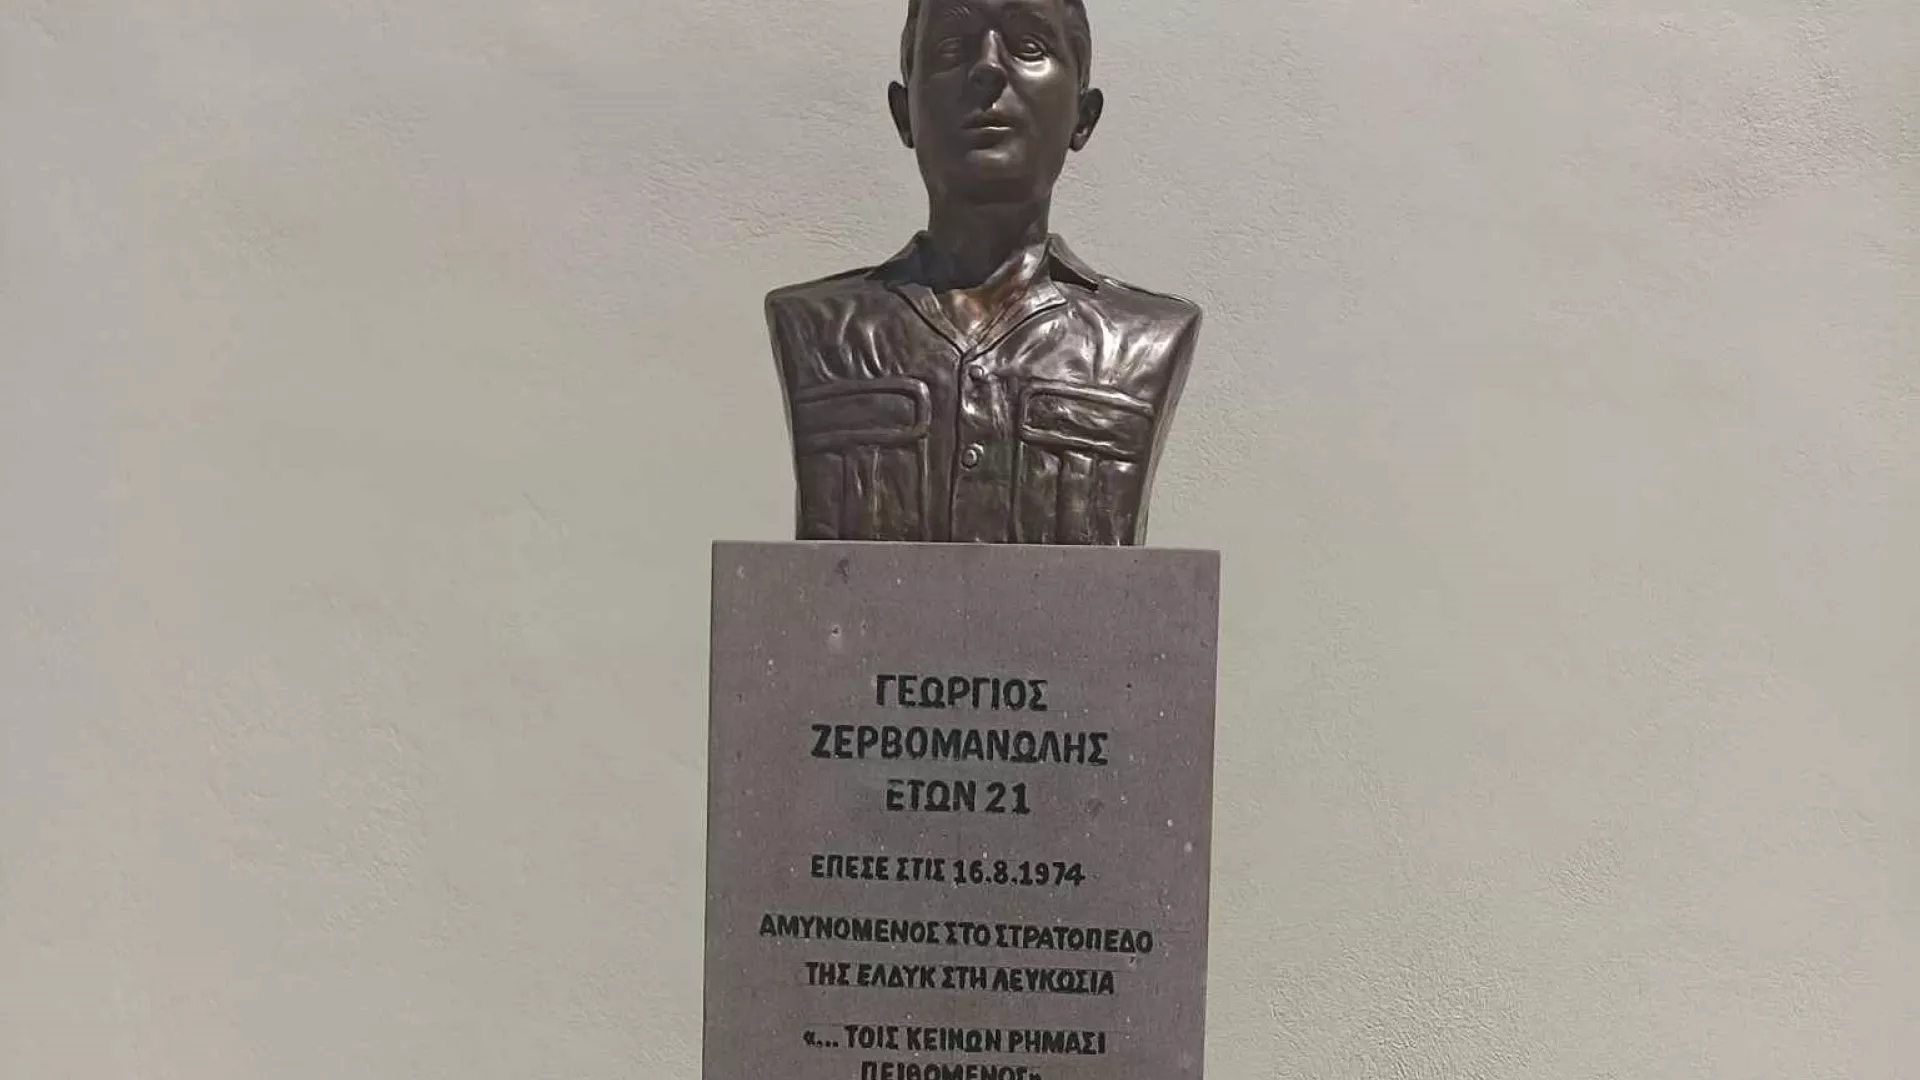 ΓΕΩΡΓΙΟΣ
ΖΕΡΒΟΜΑΝΩΛΗΣ
ΕΤΩΝ 21
ΕΠΕΣΕ ΣΤΙΣ 16.8.1974
ΑΜΥΝΟΜΕΝΟΣ ΣΤΟ ΣΤΡΑΤΟΠΕΔΟ
ΤΗΣ ΕΛΔΥΚ ΣΤΗ ΛΕΥΚΩΣΙΑ
«... ΤΟΙΣ ΚΕΙΝΩΝ ΡΗΜΑΣΙ
ΠΕΙΘΟΜΕΝΟΣ»